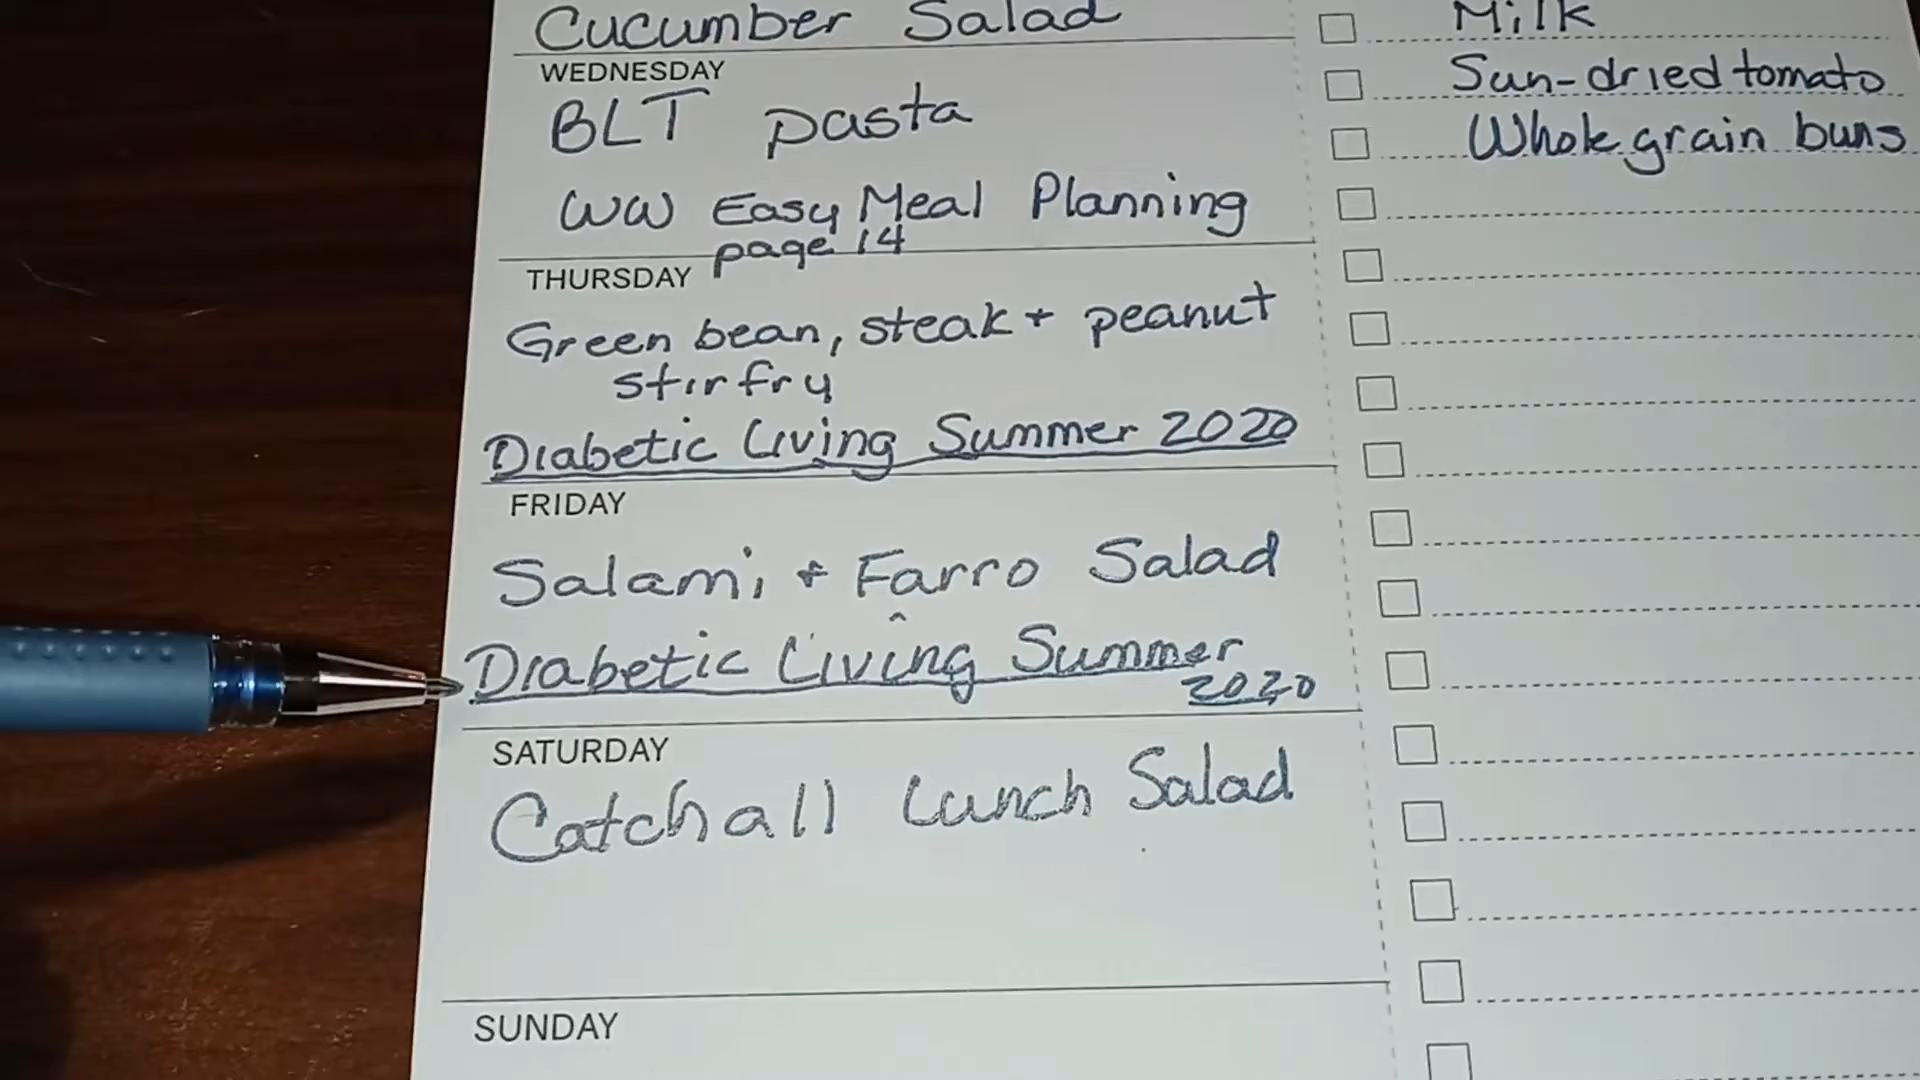 Cucumber Salad
WEDNESDAY
BLT pasta
WW Easy Meal Planning
page 14
THURSDAY
Green bean, steak + peanut
stir fry
Diabetic Living Summer 2020
FRIDAY
Salami + Farro Salad
Diabetic Living Summer
2020
SATURDAY
Catchall Lunch Salad
SUNDAY
Milk
Sun-dried tomato
Whole grain buns